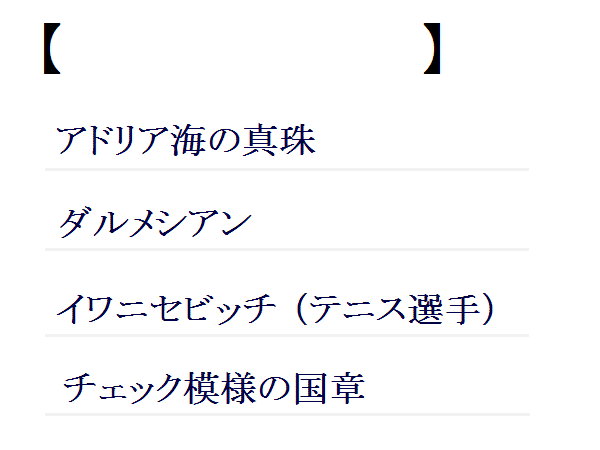 【　　　　　　　　　】
アドリア海の真珠
ダルメシアン
イワニセビッチ（テニス選手）
チェック模様の国章